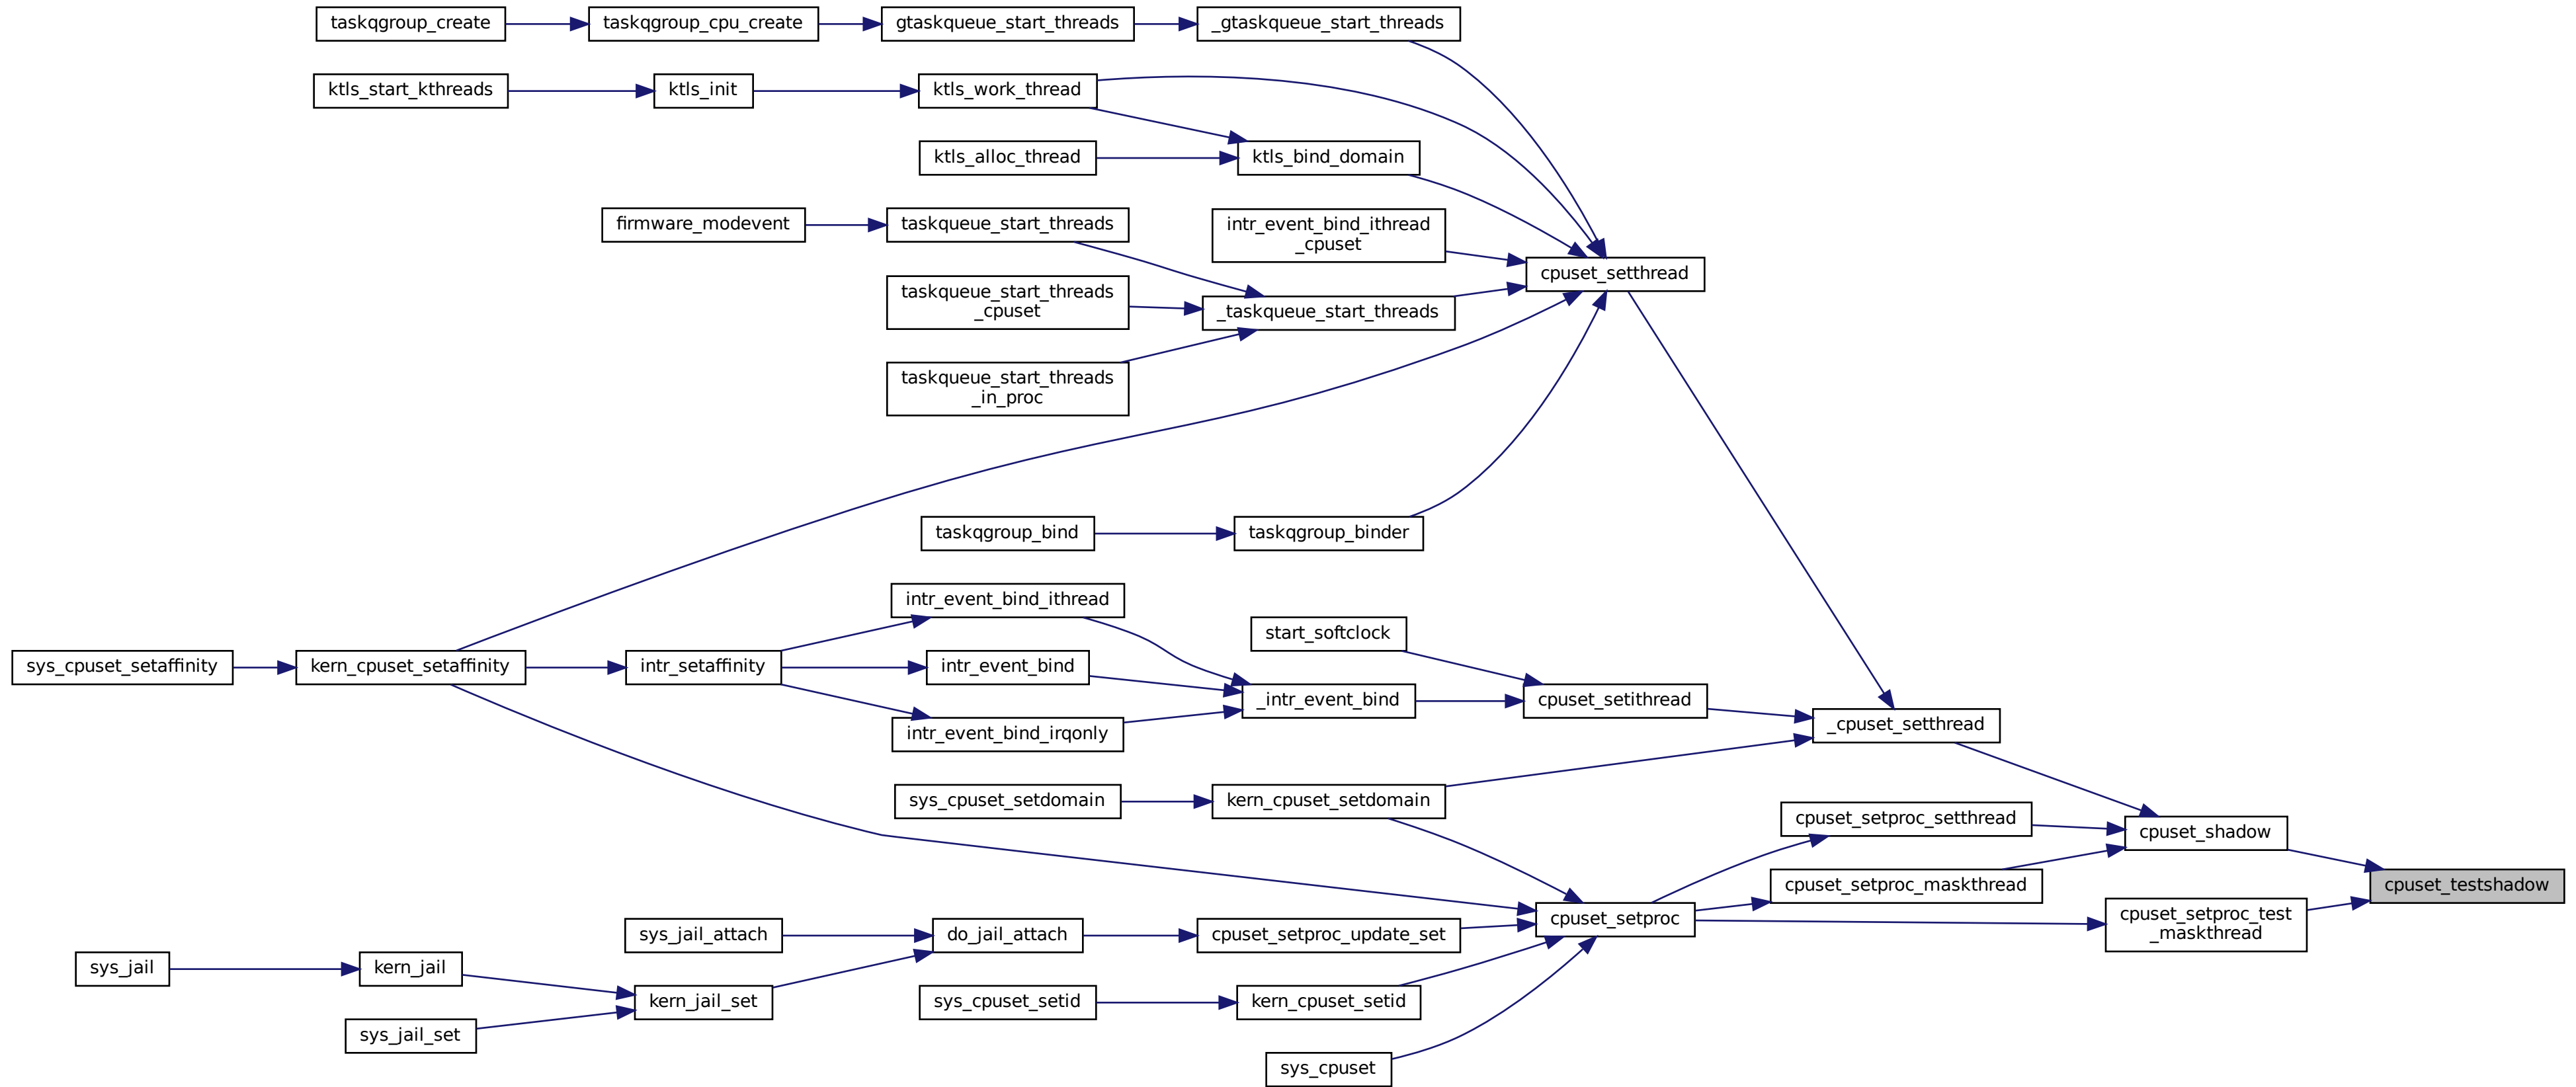 taskqgroup_create
taskqgroup_cpu_create
gtaskqueue_start_threads
_gtaskqueue_start_threads
ktls_start_kthreads
ktls_init
ktls_work_thread
ktls_alloc_thread
ktls_bind_domain
firmware_modevent
taskqueue_start_threads
intr_event_bind_ithread
_cpuset
cpuset_setthread
taskqueue_start_threads
_cpuset
_taskqueue_start_threads
taskqueue_start_threads
_in_proc
taskqgroup_bind
taskqgroup_binder
intr_event_bind_ithread
start_softclock
sys_cpuset_setaffinity
kern_cpuset_setaffinity
intr_setaffinity
intr_event_bind
_intr_event_bind
cpuset_setithread
_cpuset_setthread
intr_event_bind_irqonly
sys_cpuset_setdomain
kern_cpuset_setdomain
cpuset_setproc_setthread
cpuset_shadow
cpuset_setproc_maskthread
cpuset_testshadow
cpuset_setproc
cpuset_setproc_test
_maskthread
sys_jail_attach
do_jail_attach
cpuset_setproc_update_set
sys_jail
kern_jail
kern_jail_set
sys_cpuset_setid
kern_cpuset_setid
sys_jail_set
sys_cpuset